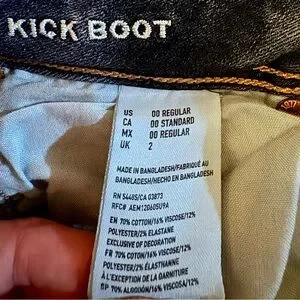 KICK BOOT
US 00 REGULAR
CA 00 STANDARD
MX 00 REGULAR
UK 2
MADE IN BANGLADESH/FABRIQUÉ AU
BANGLADESH/HECHO EN BANGLADESH
RN 54485/CA 03873
RFC# AEM120605U9A
EN 70% COTTON/16% VISCOSE/12%
POLYESTER/2% ELASTANE
EXCLUSIVE OF DECORATION
FR 70% COTON/16% VISCOSE/12%
POLYESTER/2% ÉLASTHANNE
À L'EXCEPTION DE LA GARNITURE
SP 70% ALGODÓN/16% VISCOSA/12%